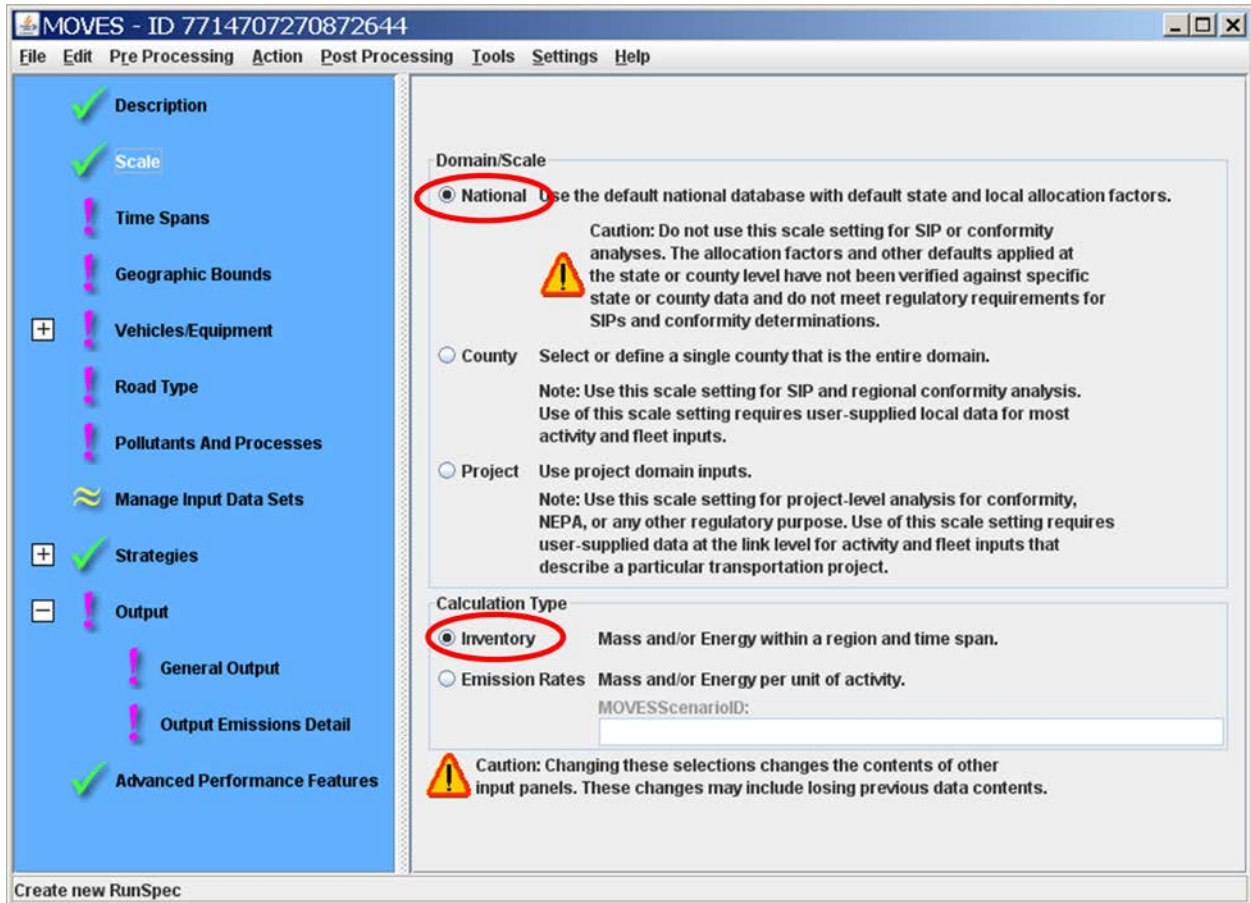 MOVES - ID 7714707270872644
File Edit Pre Processing Action Post Processing Tools Settings Help
Description
Scale
Time Spans
Geographic Bounds
Vehicles/Equipment
Road Type
Pollutants And Processes
Manage Input Data Sets
Strategies
Output
General Output
Output Emissions Detail
Advanced Performance Features
Domain/Scale
National Use the default national database with default state and local allocation factors.
Caution: Do not use this scale setting for SIP or conformity
analyses. The allocation factors and other defaults applied at
the state or county level have not been verified against specific
state or county data and do not meet regulatory requirements for
SIPs and conformity determinations.
County Select or define a single county that is the entire domain.
Note: Use this scale setting for SIP and regional conformity analysis.
Use of this scale setting requires user-supplied local data for most
activity and fleet inputs.
Project Use project domain inputs.
Note: Use this scale setting for project-level analysis for conformity,
NEPA, or any other regulatory purpose. Use of this scale setting requires
user-supplied data at the link level for activity and fleet inputs that
describe a particular transportation project.
Calculation Type
Inventory Mass and/or Energy within a region and time span.
Emission Rates Mass and/or Energy per unit of activity.
MOVESScenarioID:
Caution: Changing these selections changes the contents of other
input panels. These changes may include losing previous data contents.
Create new RunSpec